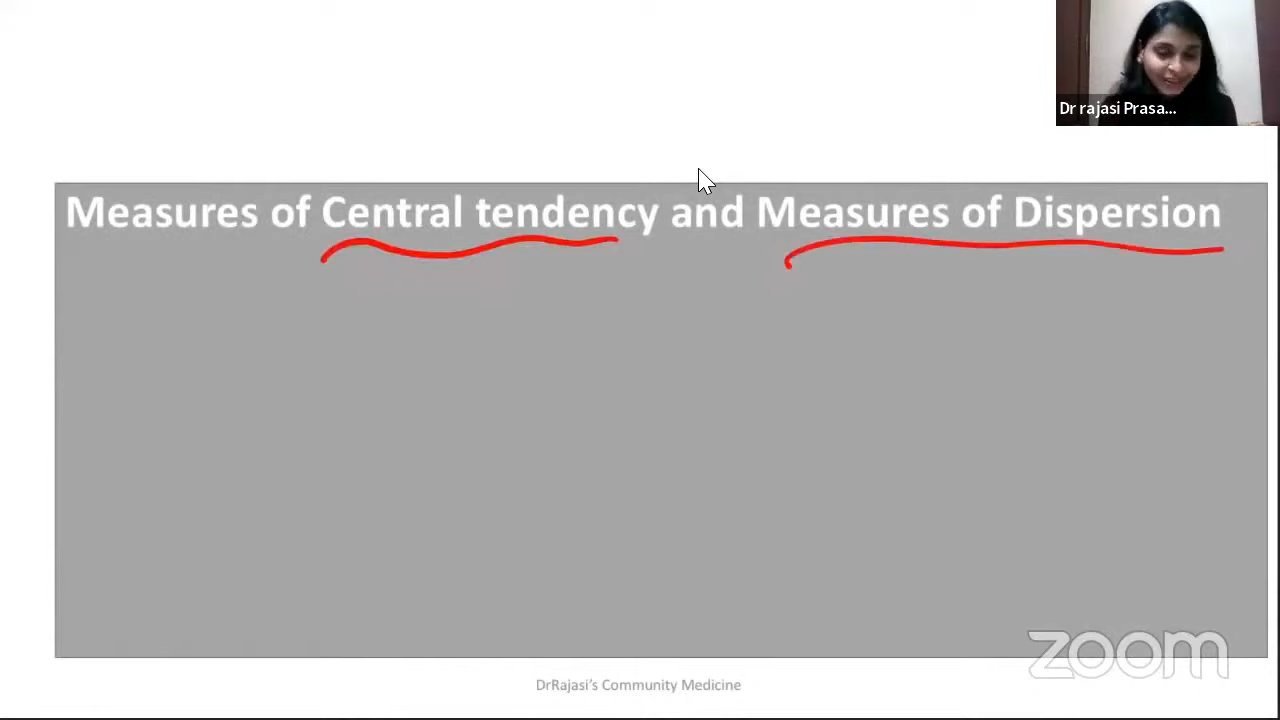 Dr rajasi Prasa...
Measures of Central tendency and Measures of Dispersion
zoom
DrRajasi's Community Medicine